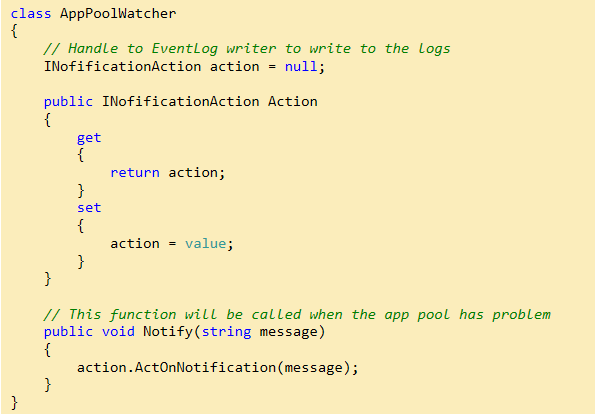 class AppPoolWatcher
{
// Handle to EventLog writer to write to the logs
INofificationAction action = null;
public INofificationAction Action
{
get
{
return action;
}
set
{
action = value;
}
}
// This function will be called when the app pool has problem
public void Notify(string message)
{
action.ActOnNotification(message);
}
}